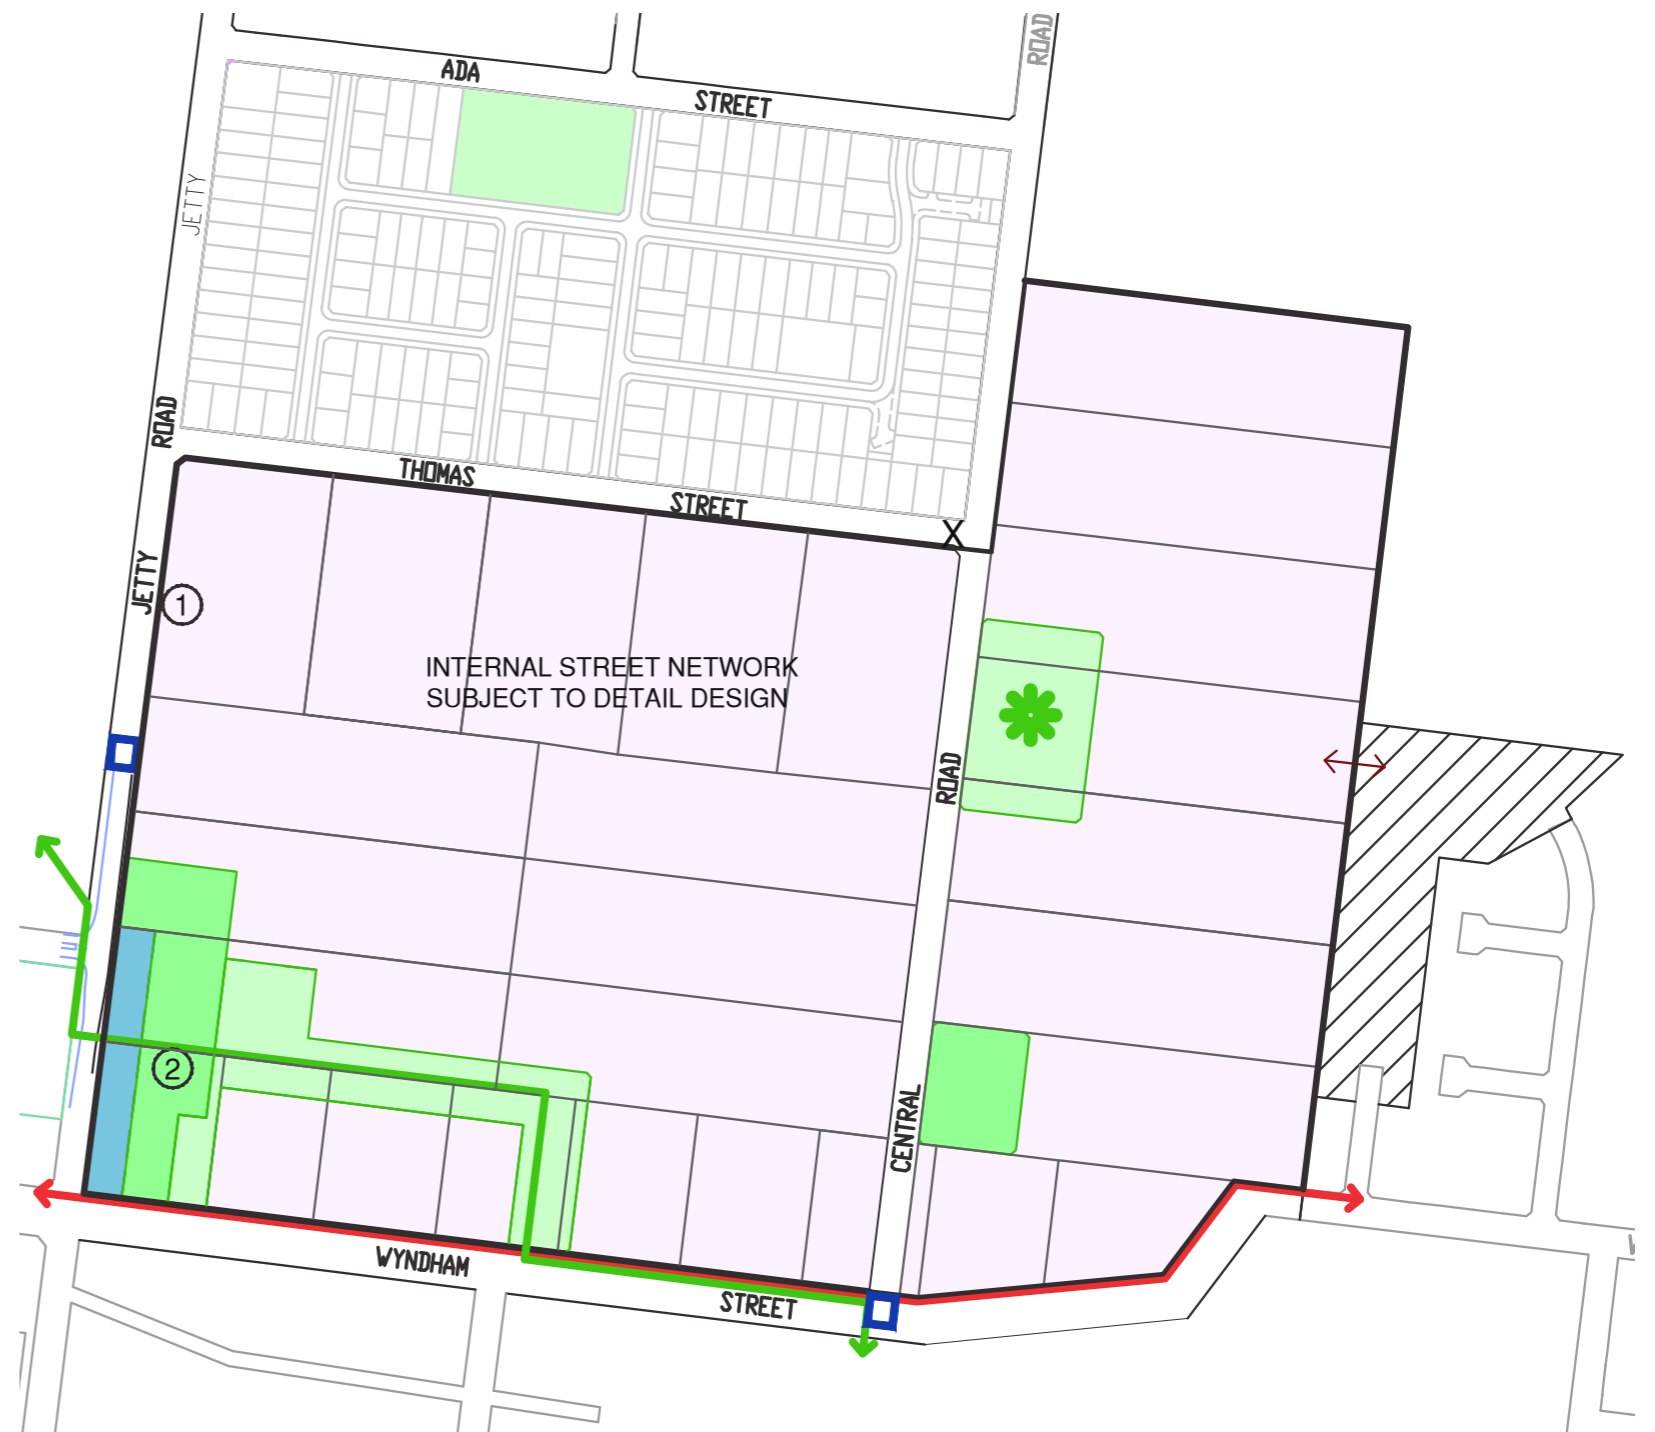 ROAD
ADA
STREET
JETTY
ROAD
THOMAS
STREET
X
JETTY
1
INTERNAL STREET NETWORK
SUBJECT TO DETAIL DESIGN
ROAD
2
CENTRAL
WYNDHAM
STREET